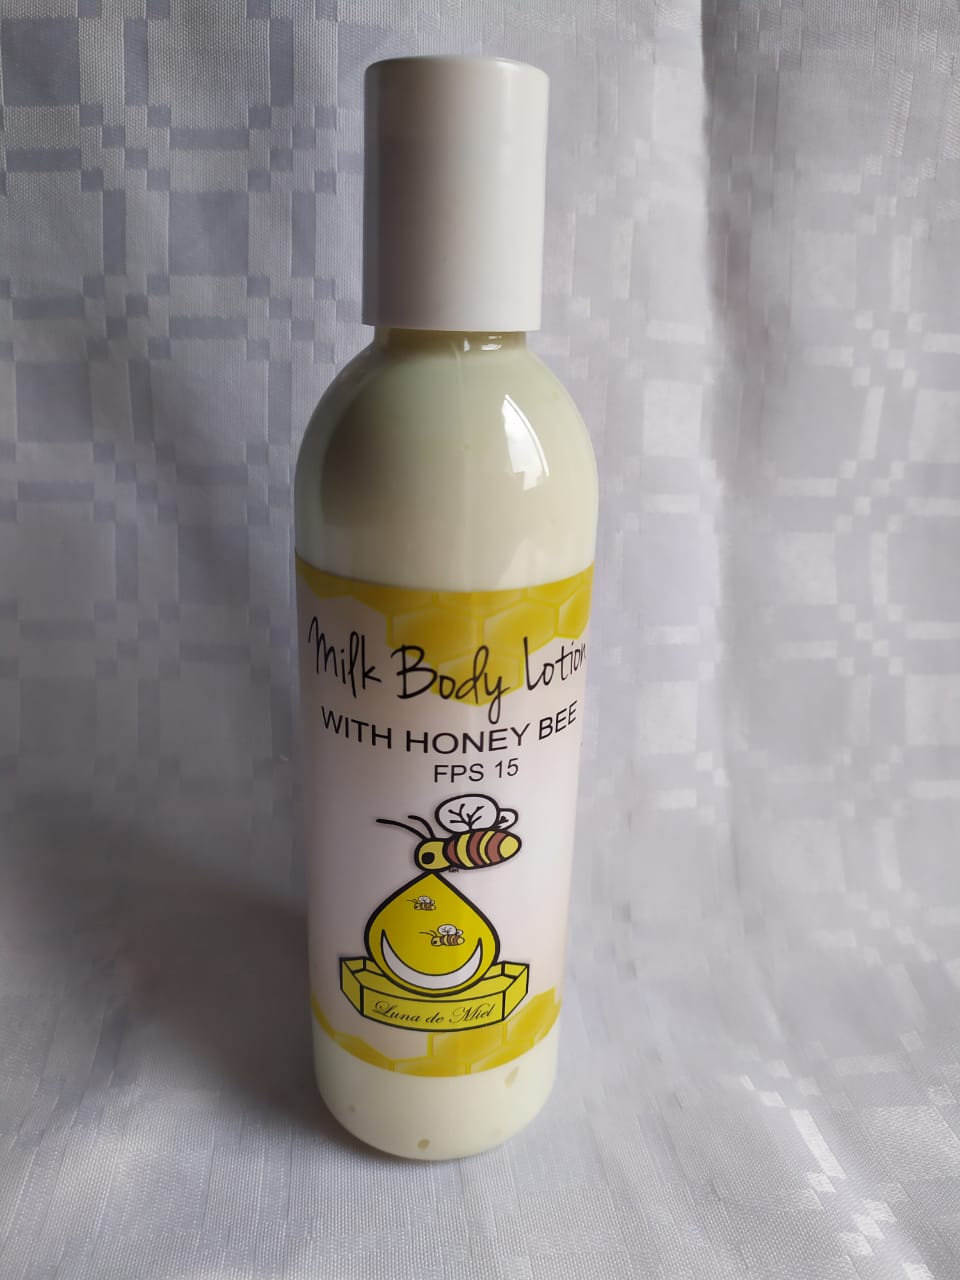 Milk Body Lotion
WITH HONEY BEE
FPS 15
Luna de Miel